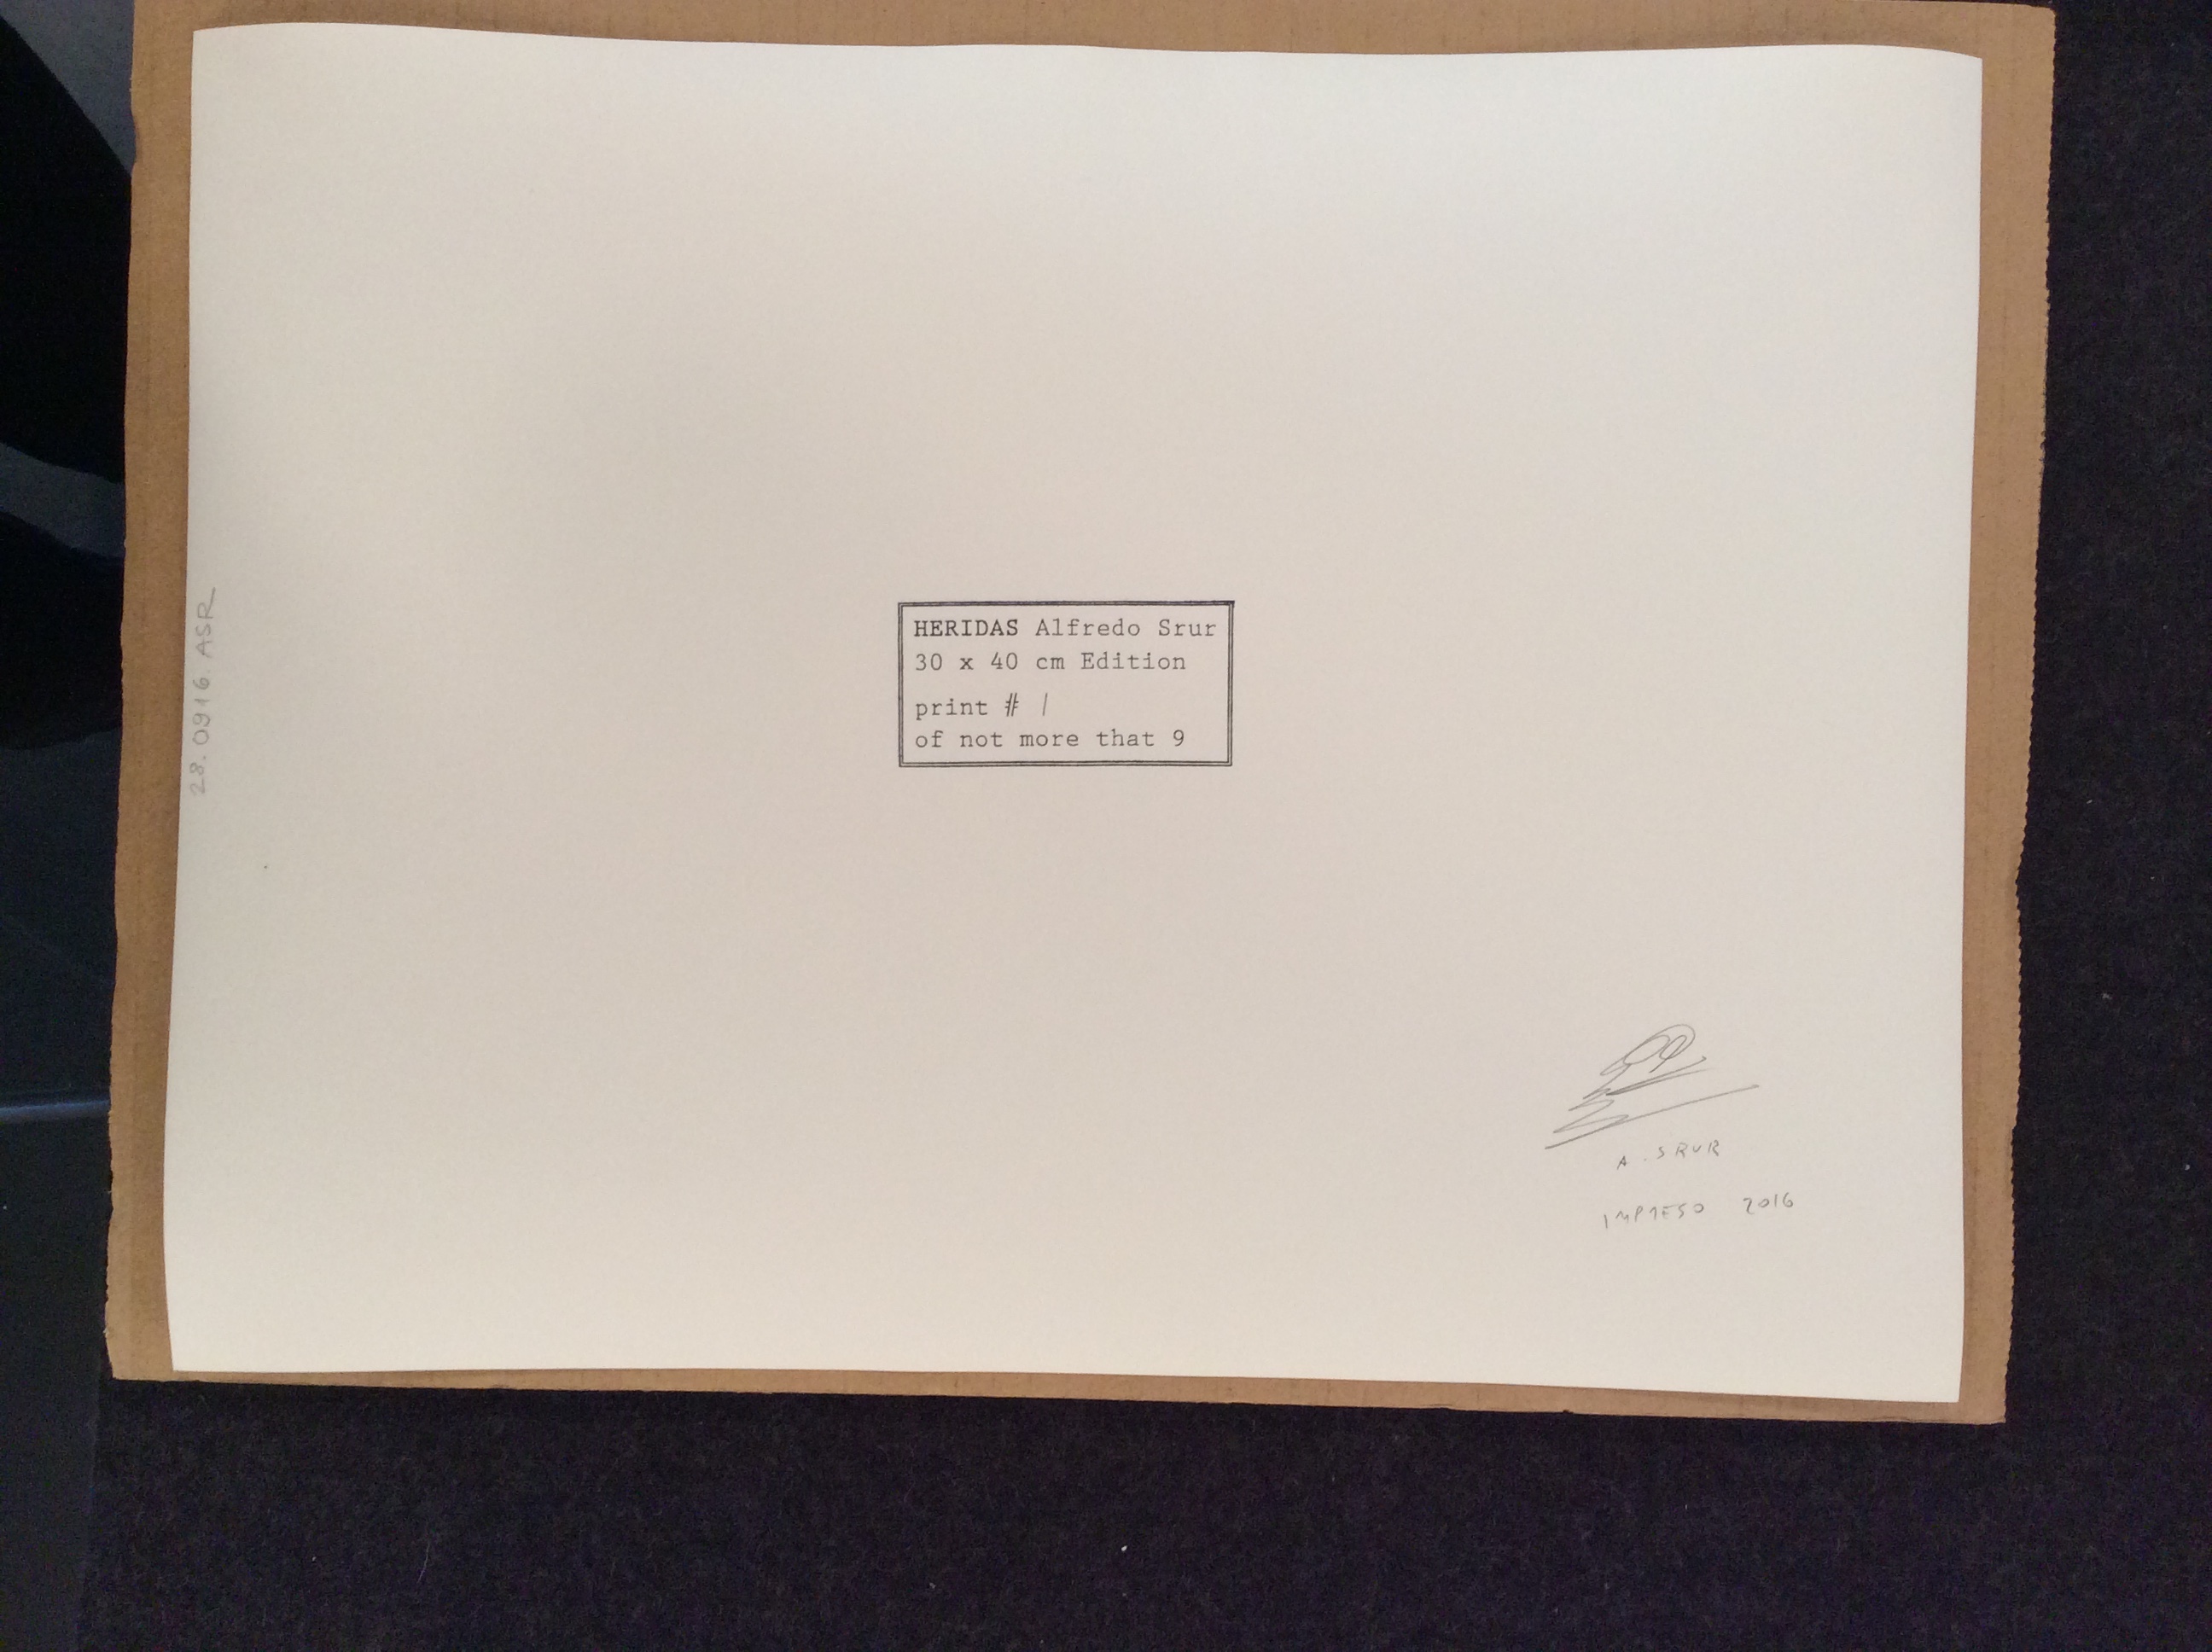 HERIDAS Alfredo Srur
30 x 40 cm Edition
print # 1
of not more that 9
28.0916.ASR
A. SRUR
IMPRESO 2016